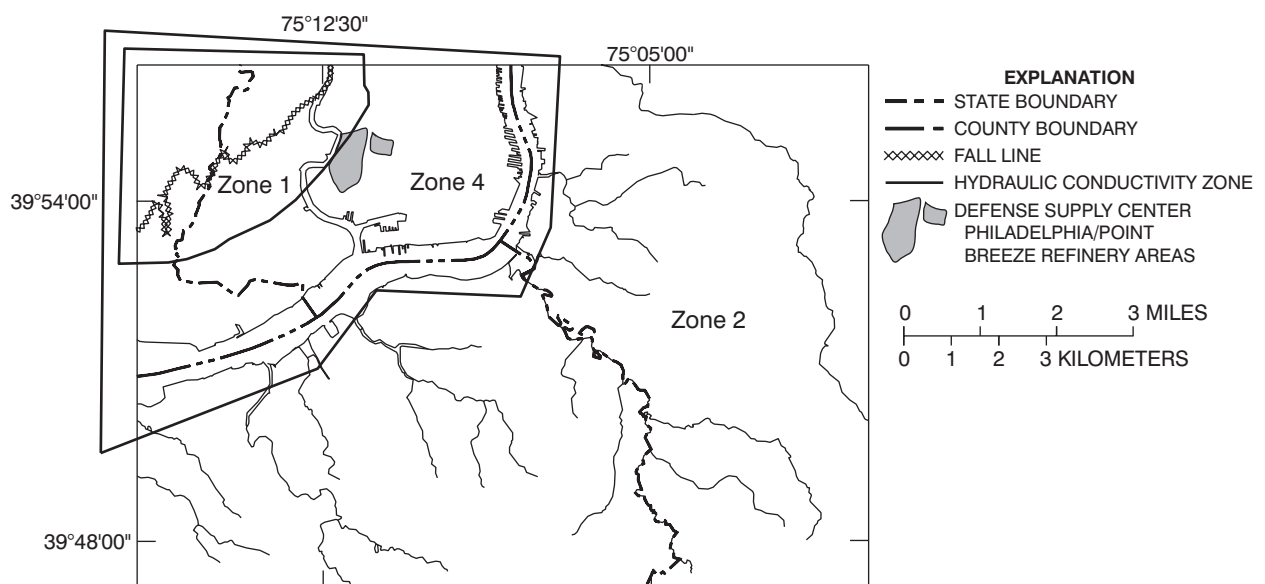 75°12'30"
75°05'00"
39°54'00"
39°48'00"
Zone 1
Zone 4
Zone 2
EXPLANATION
STATE BOUNDARY
COUNTY BOUNDARY
FALL LINE
HYDRAULIC CONDUCTIVITY ZONE
DEFENSE SUPPLY CENTER
PHILADELPHIA/POINT
BREEZE REFINERY AREAS
0 1 2 3 MILES
0 1 2 3 KILOMETERS